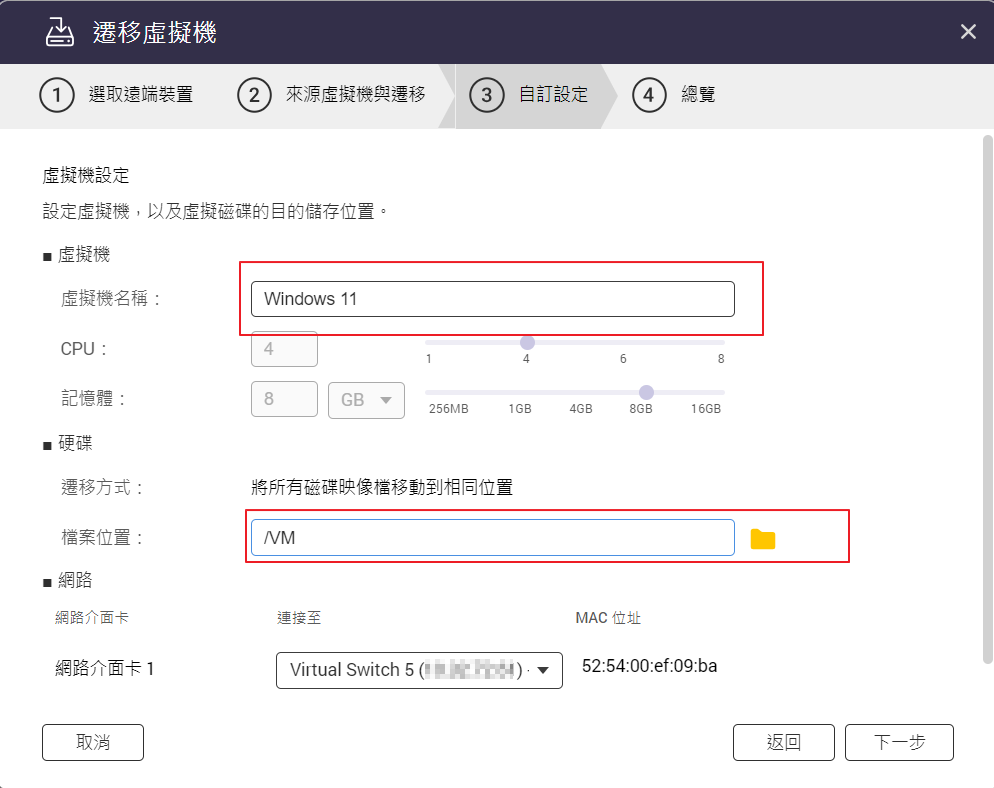 遷移虛擬機
1 選取遠端裝置 2 來源虛擬機與遷移 3 自訂設定 4 總覽
虛擬機設定
設定虛擬機，以及虛擬磁碟的目的儲存位置。
■ 虛擬機
虛擬機名稱： Windows 11
CPU： 4
1 4 6 8
記憶體： 8 GB
256MB 1GB 4GB 8GB 16GB
■ 硬碟
遷移方式： 將所有磁碟映像檔移動到相同位置
檔案位置： /VM
■ 網路
網路介面卡 連接至 MAC 位址
網路介面卡 1 Virtual Switch 5 ( ) · 52:54:00:ef:09:ba
取消 返回 下一步